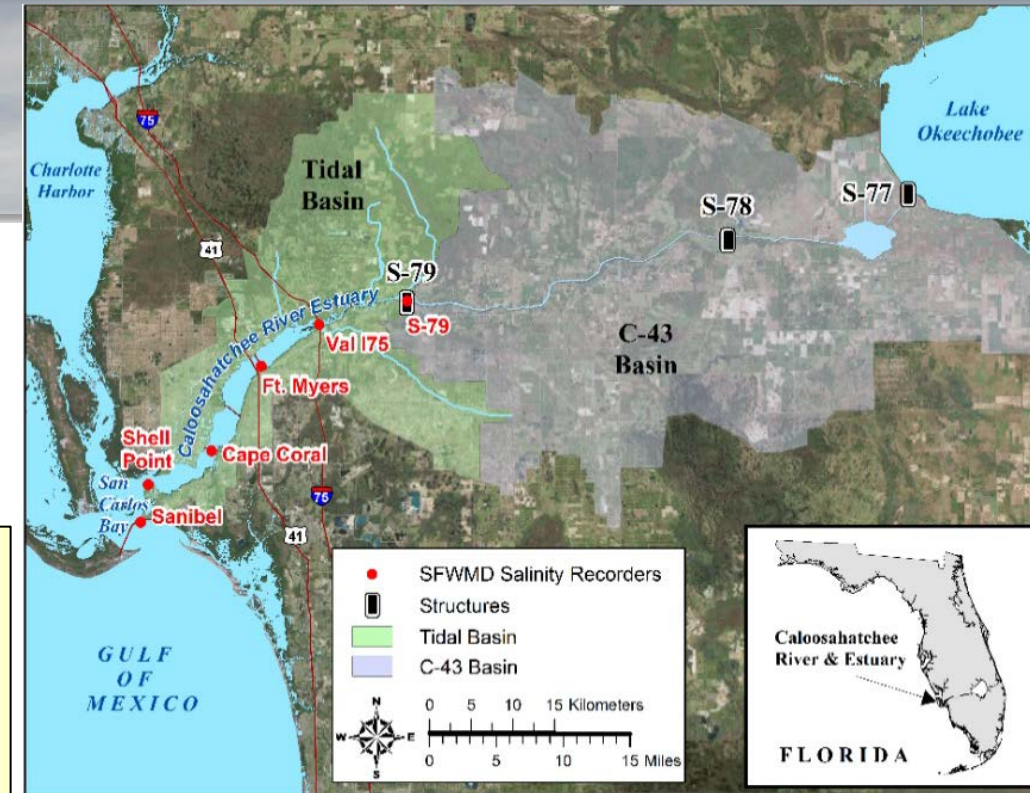 Lake
Okeechobee
75
Charlotte
Harbor
Tidal
Basin
S-77
S-78
41
S-79
S-79
Caloosahatchee River Estuary
Val I75
C-43
Basin
Ft. Myers
Shell
Point
Cape Coral
San
Carlos
Bay
Sanibel
75
41
GULF
OF
MEXICO
SFWMD Salinity Recorders
Structures
Tidal Basin
C-43 Basin
N
W E
S
0 5 10 15 Kilometers
0 5 10 15 Miles
Caloosahatchee
River & Estuary
FLORIDA